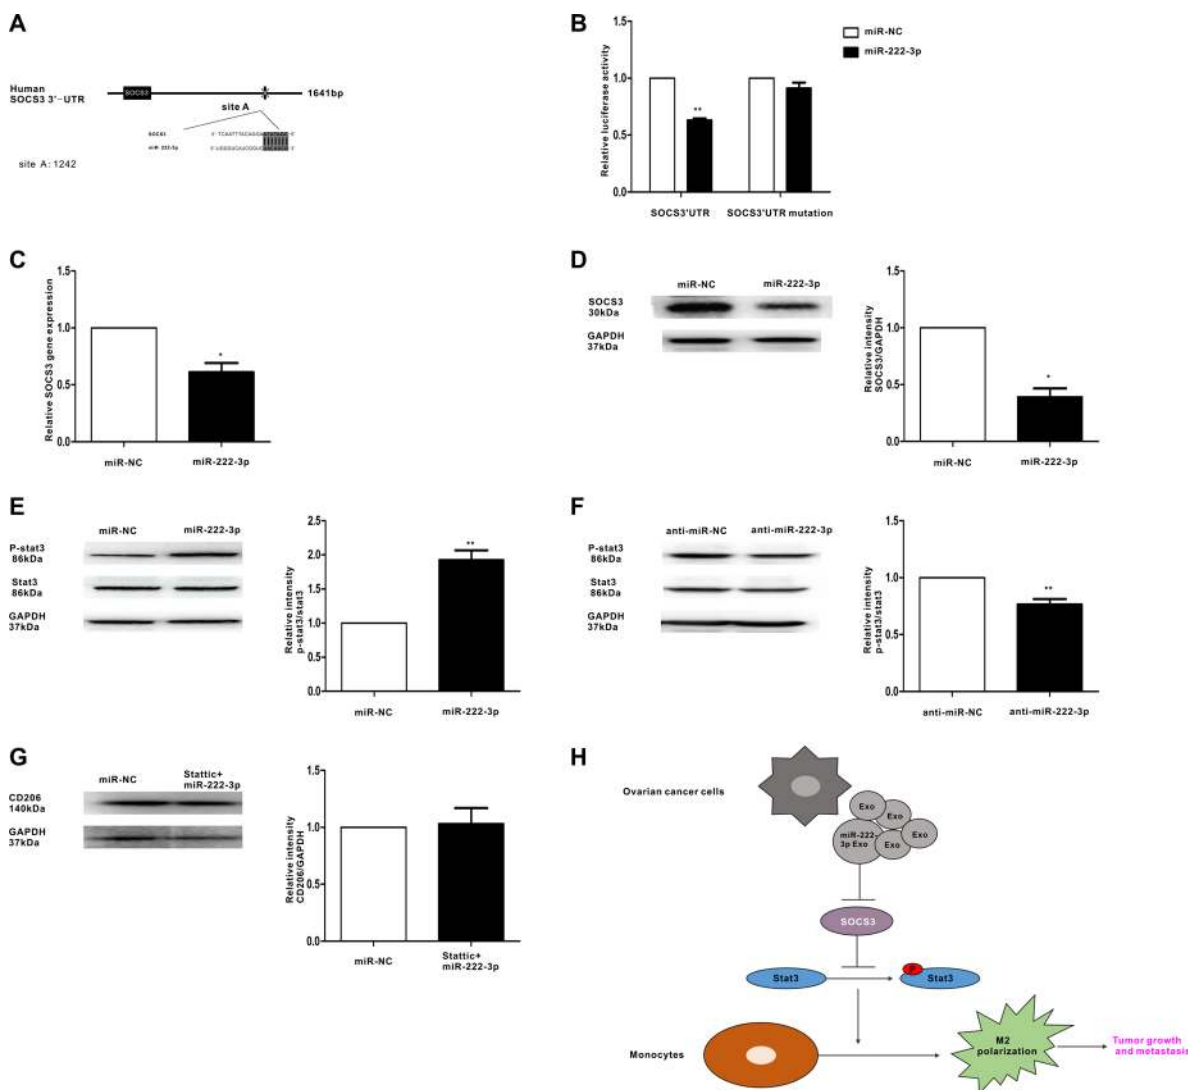 A
Human
SOCS3 3'-UTR
SOCS3
1641bp
site A
SOCS3
miR-222-3p
site A: 1242
B
Relative luciferase activity
1.5
1.0
0.5
0.0
**
SOCS3'UTR
SOCS3'UTR mutation
miR-NC
miR-222-3p
C
Relative SOCS3 gene expression
1.5
1.0
0.5
0.0
*
miR-NC
miR-222-3p
D
miR-NC
miR-222-3p
SOCS3
30kDa
GAPDH
37kDa
Relative intensity
SOCS3/GAPDH
1.5
1.0
0.5
0.0
*
miR-NC
miR-222-3p
E
miR-NC
miR-222-3p
P-stat3
86kDa
Stat3
86kDa
GAPDH
37kDa
Relative intensity
p-stat3/stat3
2.5
2.0
1.5
1.0
0.5
0.0
**
miR-NC
miR-222-3p
F
anti-miR-NC
anti-miR-222-3p
P-stat3
86kDa
Stat3
86kDa
GAPDH
37kDa
Relative intensity
p-stat3/stat3
1.5
1.0
0.5
0.0
**
anti-miR-NC
anti-miR-222-3p
G
miR-NC
Stattic+
miR-222-3p
CD206
140kDa
GAPDH
37kDa
Relative intensity
CD206/GAPDH
1.5
1.0
0.5
0.0
miR-NC
Stattic+
miR-222-3p
H
Ovarian cancer cells
Exo
Exo
miR-222-
3p Exo
Exo
Exo
SOCS3
Stat3
P
Stat3
Monocytes
M2
polarization
Tumor growth
and metastasis